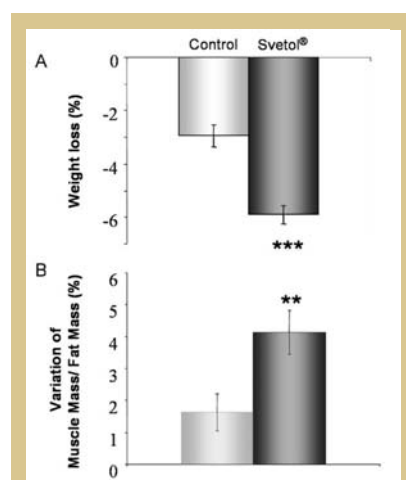 Control Svetol®
A
Weight loss (%)
0
-2
-4
-6
***
B
Variation of
Muscle Mass/ Fat Mass (%)
6
5
4
3
2
1
0
**